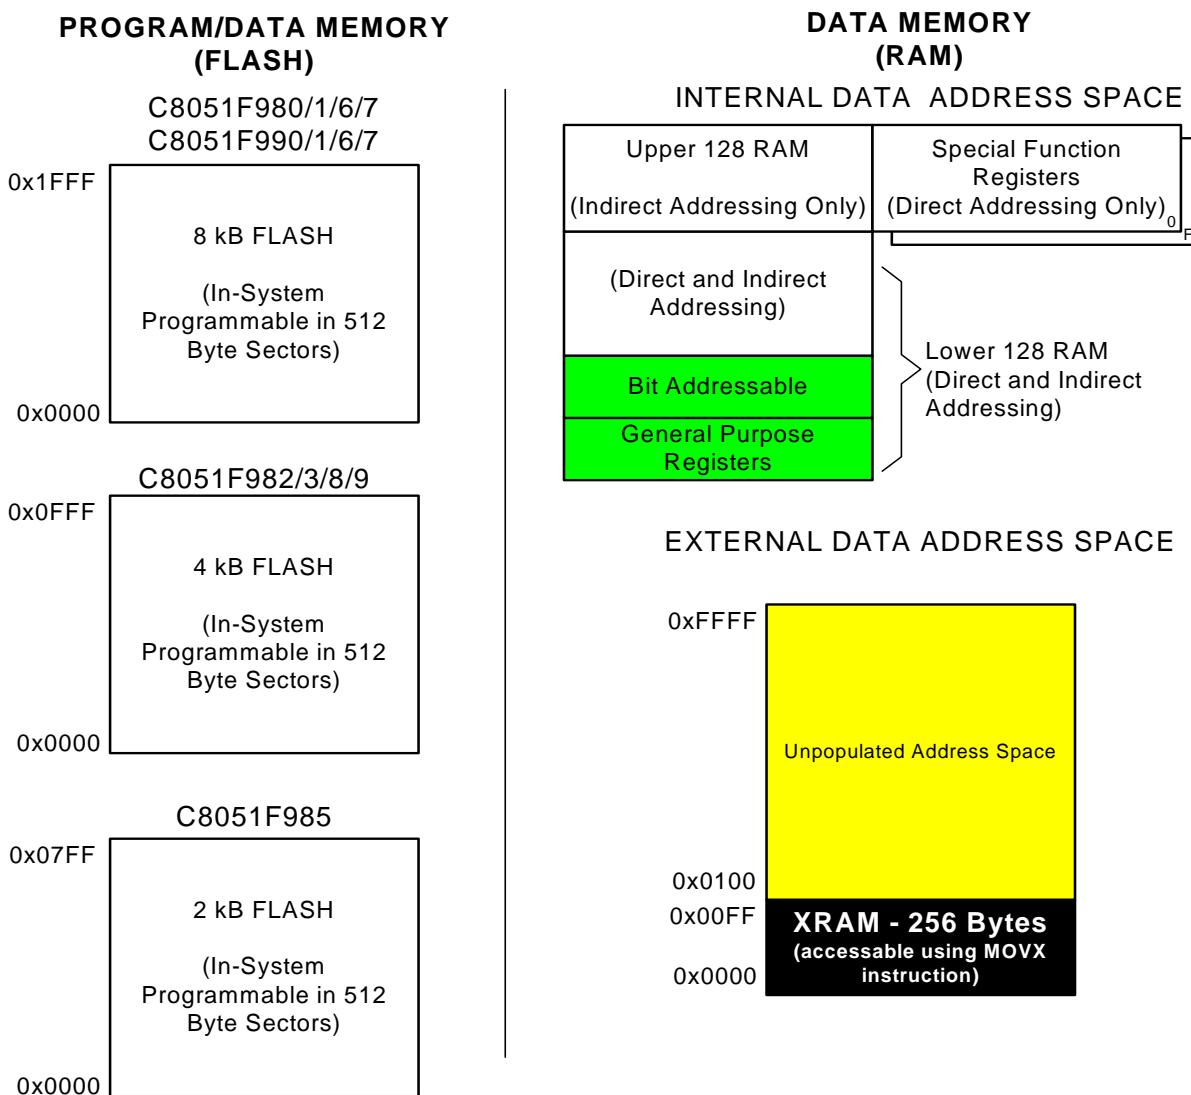 PROGRAM/DATA MEMORY
(FLASH)
C8051F980/1/6/7
C8051F990/1/6/7
0x1FFF
8 kB FLASH
(In-System
Programmable in 512
Byte Sectors)
0x0000
C8051F982/3/8/9
0x0FFF
4 kB FLASH
(In-System
Programmable in 512
Byte Sectors)
0x0000
C8051F985
0x07FF
2 kB FLASH
(In-System
Programmable in 512
Byte Sectors)
0x0000
DATA MEMORY
(RAM)
INTERNAL DATA ADDRESS SPACE
Upper 128 RAM
(Indirect Addressing Only)
Special Function
Registers
(Direct Addressing Only)
0
F
(Direct and Indirect
Addressing)
Bit Addressable
General Purpose
Registers
Lower 128 RAM
(Direct and Indirect
Addressing)
EXTERNAL DATA ADDRESS SPACE
0xFFFF
Unpopulated Address Space
0x0100
0x00FF
XRAM - 256 Bytes
(accessable using MOVX
instruction)
0x0000